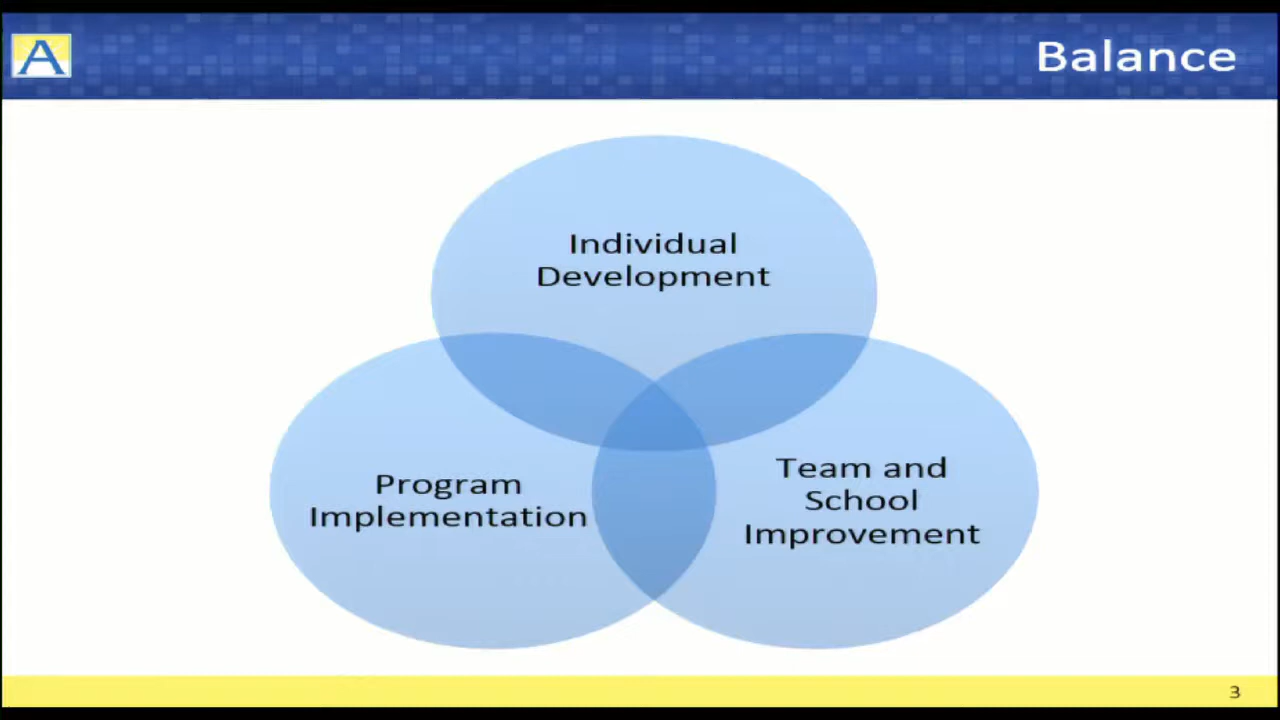 A
Balance
Individual
Development
Program
Implementation
Team and
School
Improvement
3